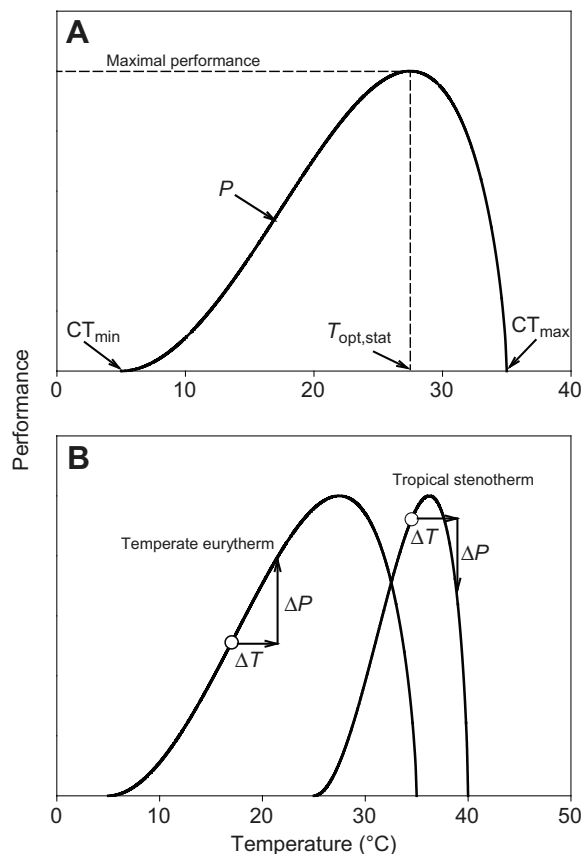 A
Maximal performance
P
CTmin
Topt,stat
CTmax
0 10 20 30 40
Performance
B
Tropical stenotherm
Temperate eurytherm
ΔT
ΔP
ΔP
ΔT
0 10 20 30 40 50
Temperature (°C)